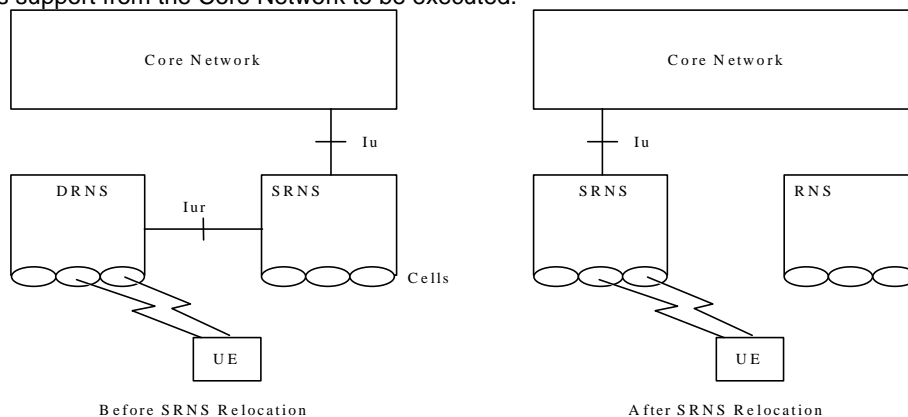 s support from the Core Network to be executed.
Core Network
Iu
DRNS
SRNS
Iur
Cells
UE
Before SRNS Relocation
Core Network
Iu
SRNS
RNS
UE
After SRNS Relocation